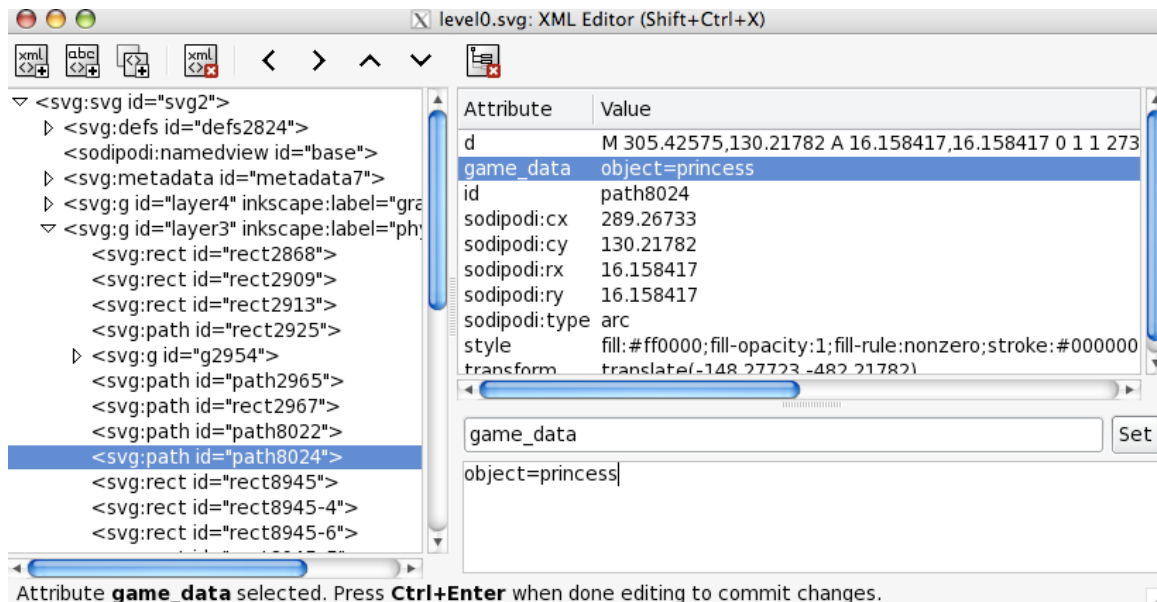 level0.svg: XML Editor (Shift+Ctrl+X)
xml
abc
xml
<svg:svg id="svg2">
<svg:defs id="defs2824">
<sodipodi:namedview id="base">
<svg:metadata id="metadata7">
<svg:g id="layer4" inkscape:label="gra
<svg:g id="layer3" inkscape:label="phy
<svg:rect id="rect2868">
<svg:rect id="rect2909">
<svg:rect id="rect2913">
<svg:path id="rect2925">
<svg:g id="g2954">
<svg:path id="path2965">
<svg:path id="rect2967">
<svg:path id="path8022">
<svg:path id="path8024">
<svg:rect id="rect8945">
<svg:rect id="rect8945-4">
<svg:rect id="rect8945-6">
Attribute Value
d M 305.42575,130.21782 A 16.158417,16.158417 0 1 1 273
game_data object=princess
id path8024
sodipodi:cx 289.26733
sodipodi:cy 130.21782
sodipodi:rx 16.158417
sodipodi:ry 16.158417
sodipodi:type arc
style fill:#ff0000;fill-opacity:1;fill-rule:nonzero;stroke:#000000
transform translate(-148.27723,-482.21782)
game_data
Set
object=princess
Attribute game_data selected. Press Ctrl+Enter when done editing to commit changes.